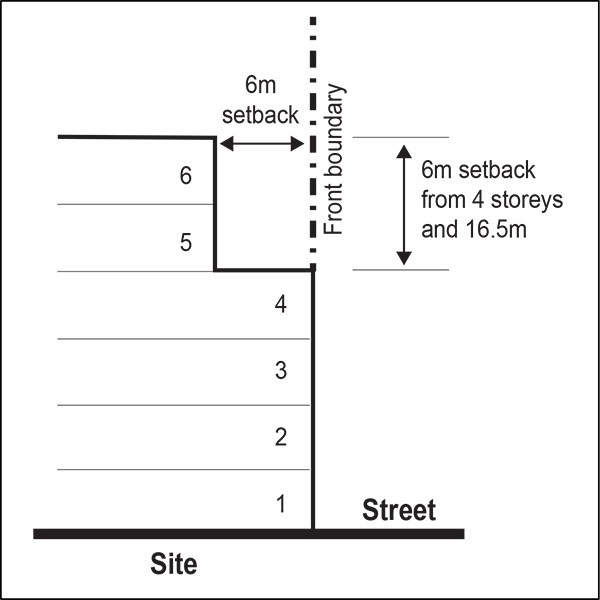 6m
setback
Front boundary
6m setback
from 4 storeys
and 16.5m
6
5
4
3
2
1
Street
Site